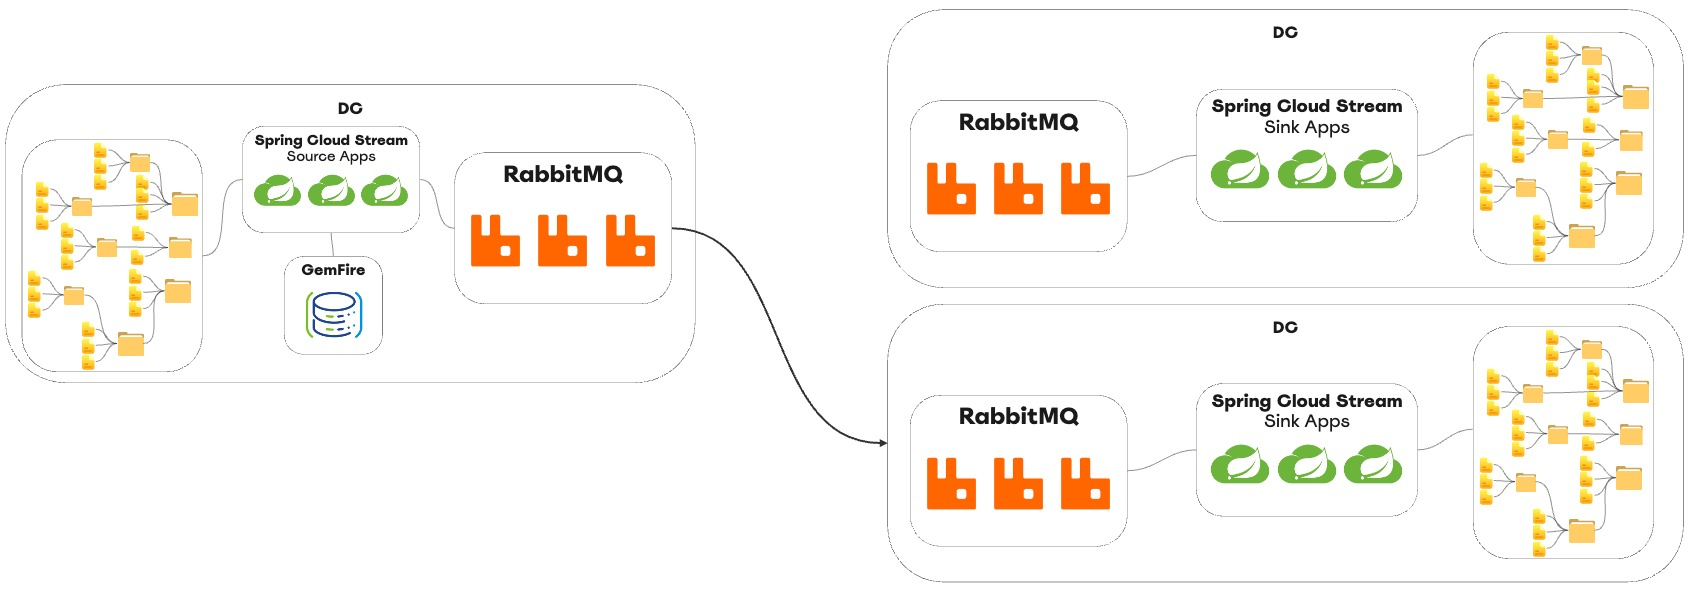 DC
Spring Cloud Stream
Source Apps
GemFire
RabbitMQ
DC
RabbitMQ
Spring Cloud Stream
Sink Apps
DC
RabbitMQ
Spring Cloud Stream
Sink Apps